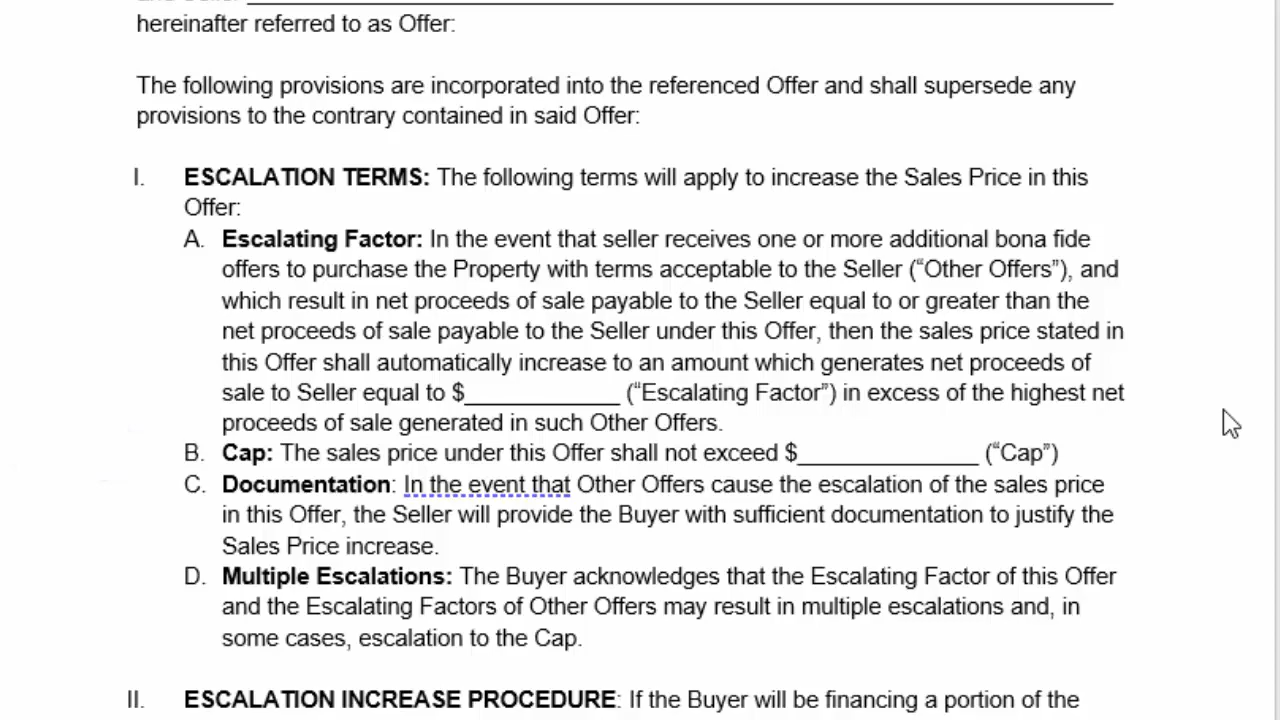 hereinafter referred to as Offer:
The following provisions are incorporated into the referenced Offer and shall supersede any
provisions to the contrary contained in said Offer:
I. ESCALATION TERMS: The following terms will apply to increase the Sales Price in this
Offer:
A. Escalating Factor: In the event that seller receives one or more additional bona fide
offers to purchase the Property with terms acceptable to the Seller (“Other Offers”), and
which result in net proceeds of sale payable to the Seller equal to or greater than the
net proceeds of sale payable to the Seller under this Offer, then the sales price stated in
this Offer shall automatically increase to an amount which generates net proceeds of
sale to Seller equal to $_____________ (“Escalating Factor”) in excess of the highest net
proceeds of sale generated in such Other Offers.
B. Cap: The sales price under this Offer shall not exceed $_______________ (“Cap”)
C. Documentation: In the event that Other Offers cause the escalation of the sales price
in this Offer, the Seller will provide the Buyer with sufficient documentation to justify the
Sales Price increase.
D. Multiple Escalations: The Buyer acknowledges that the Escalating Factor of this Offer
and the Escalating Factors of Other Offers may result in multiple escalations and, in
some cases, escalation to the Cap.
II. ESCALATION INCREASE PROCEDURE: If the Buyer will be financing a portion of the